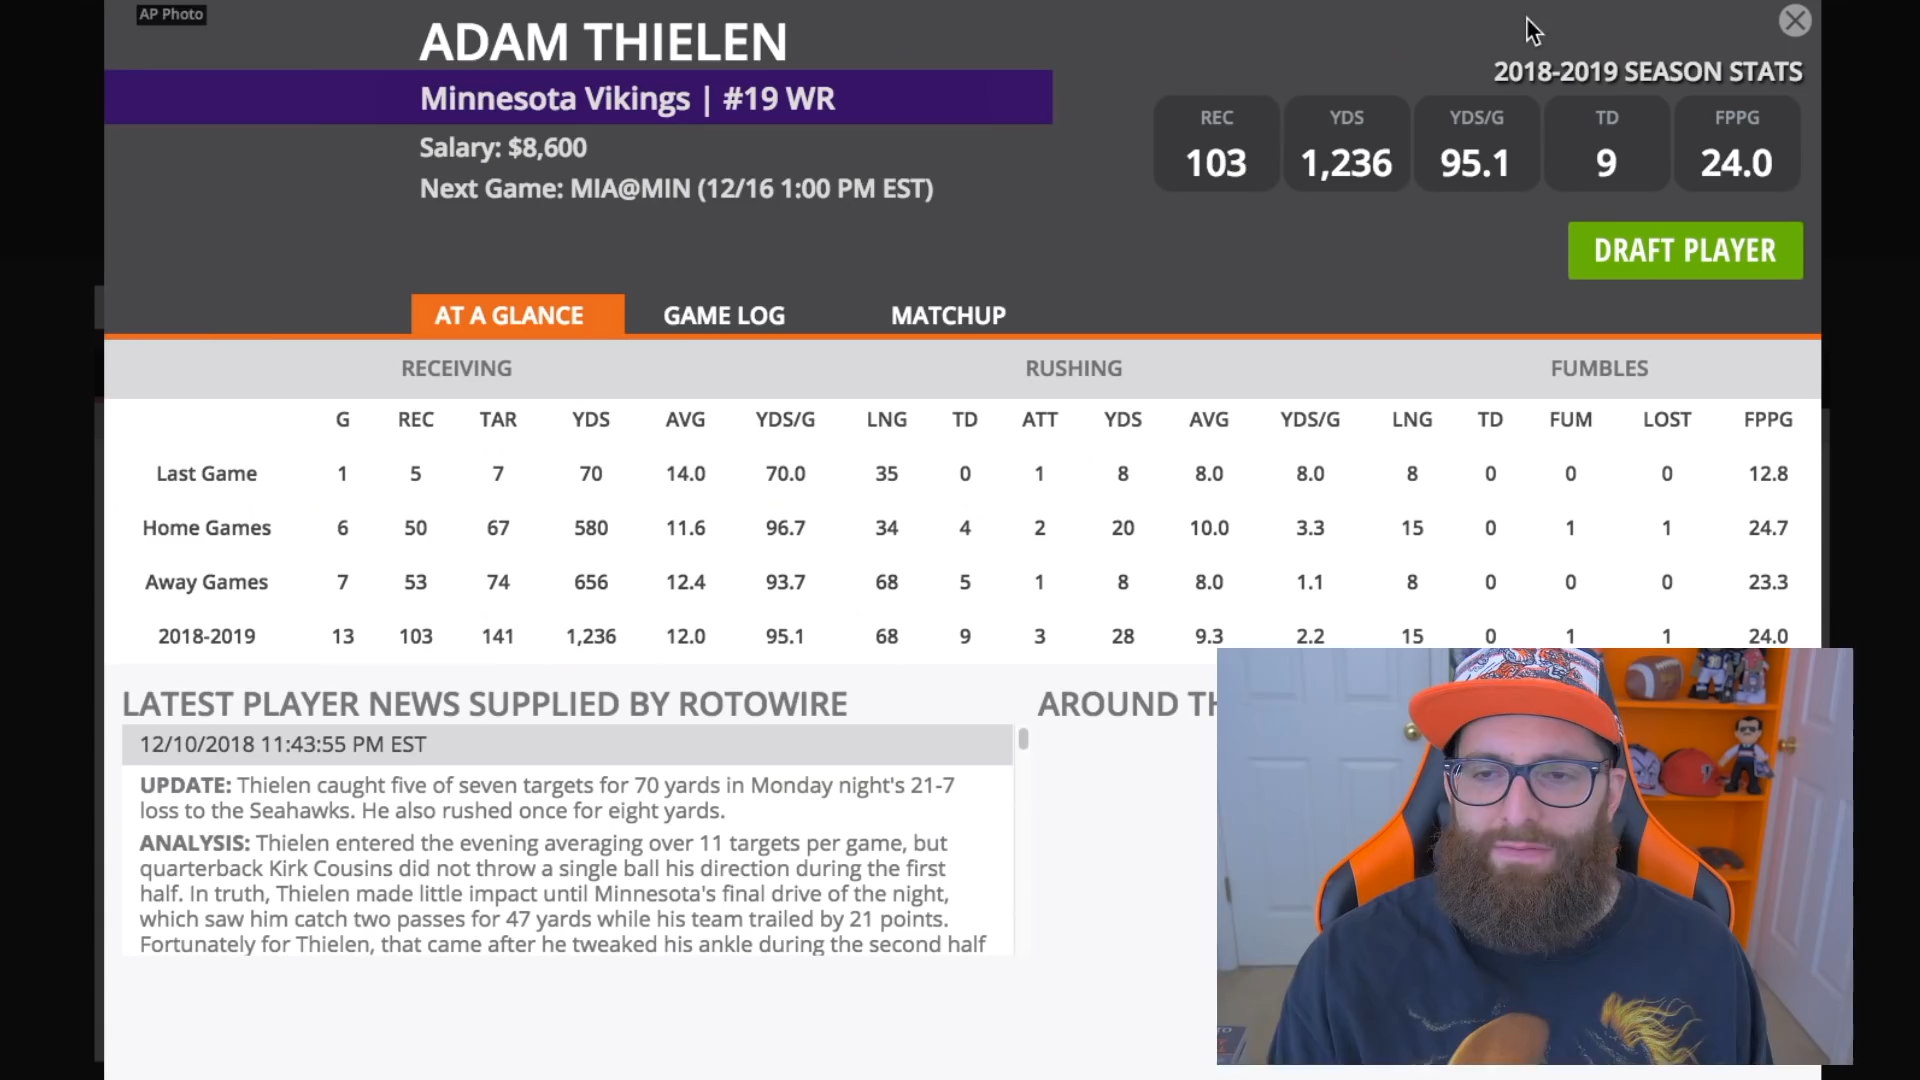 AP Photo
ADAM THIELEN
Minnesota Vikings | #19 WR
Salary: $8,600
Next Game: MIA@MIN (12/16 1:00 PM EST)
2018-2019 SEASON STATS
REC YDS YDS/G TD FPPG
103 1,236 95.1 9 24.0
DRAFT PLAYER
AT A GLANCE GAME LOG MATCHUP
RECEIVING RUSHING FUMBLES
G REC TAR YDS AVG YDS/G LNG TD ATT YDS AVG YDS/G LNG TD FUM LOST FPPG
Last Game 1 5 7 70 14.0 70.0 35 0 1 8 8.0 8.0 8 0 0 0 12.8
Home Games 6 50 67 580 11.6 96.7 34 4 2 20 10.0 3.3 15 0 1 1 24.7
Away Games 7 53 74 656 12.4 93.7 68 5 1 8 8.0 1.1 8 0 0 0 23.3
2018-2019 13 103 141 1,236 12.0 95.1 68 9 3 28 9.3 2.2 15 0 1 1 24.0
LATEST PLAYER NEWS SUPPLIED BY ROTOWIRE
12/10/2018 11:43:55 PM EST
UPDATE: Thielen caught five of seven targets for 70 yards in Monday night's 21-7
loss to the Seahawks. He also rushed once for eight yards.
ANALYSIS: Thielen entered the evening averaging over 11 targets per game, but
quarterback Kirk Cousins did not throw a single ball his direction during the first
half. In truth, Thielen made little impact until Minnesota's final drive of the night,
which saw him catch two passes for 47 yards while his team trailed by 21 points.
Fortunately for Thielen, that came after he tweaked his ankle during the second half
AROUND